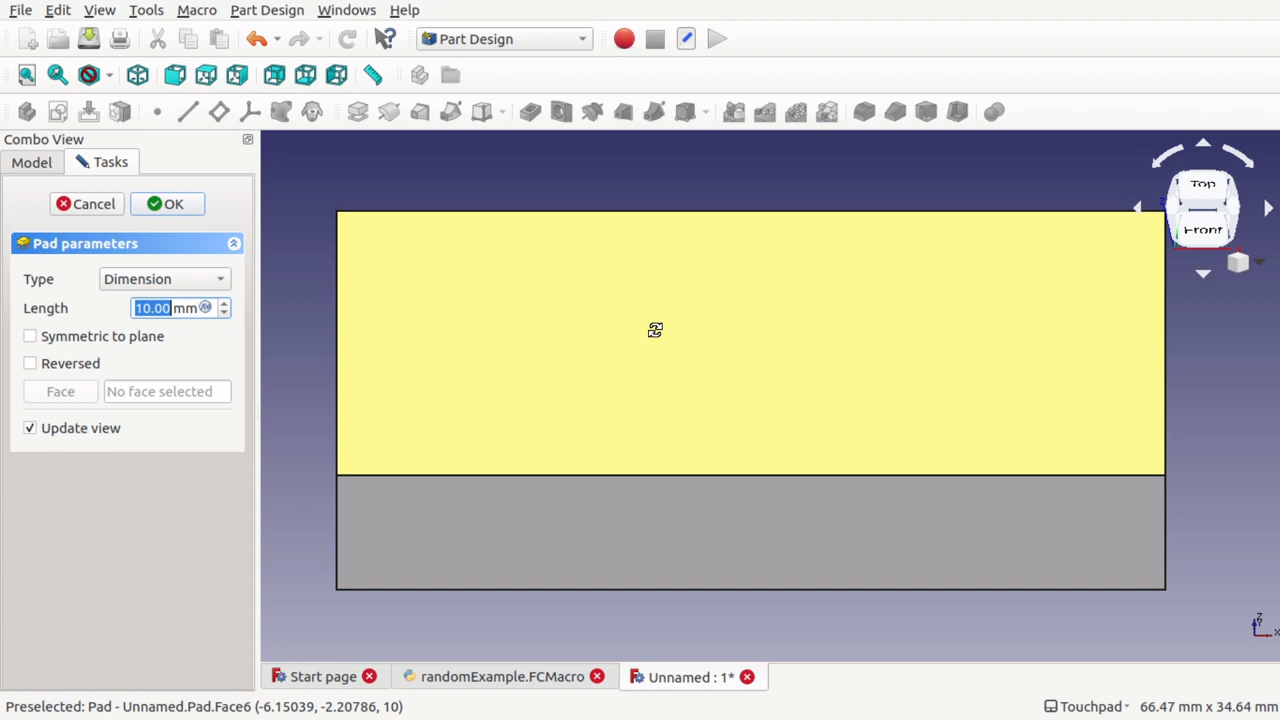 File Edit View Tools Macro Part Design Windows Help
Part Design
Combo View
Model Tasks
Cancel OK
Pad parameters
Type Dimension
Length 10.00 mm
Symmetric to plane
Reversed
Face No face selected
Update view
Top
Front
Z
X
Start page randomExample.FCMacro Unnamed : 1*
Preselected: Pad - Unnamed.Pad.Face6 (-6.15039, -2.20786, 10) Touchpad 66.47 mm x 34.64 mm